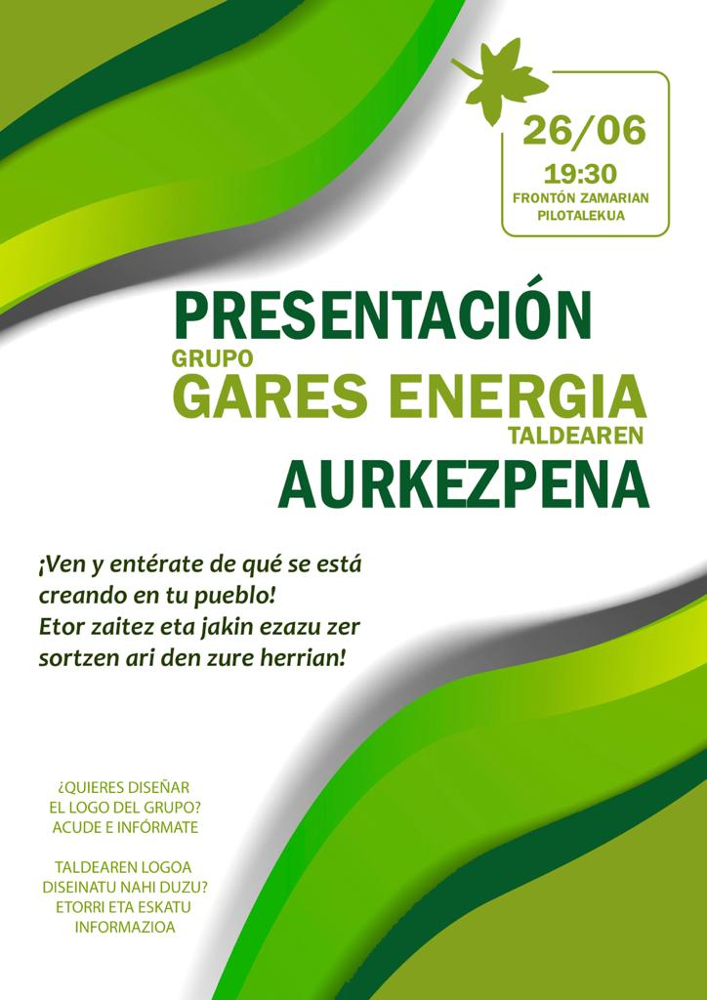 26/06
19:30
FRONTÓN ZAMARIAN
PILOTALEKUA
PRESENTACIÓN
GRUPO
GARES ENERGIA
TALDEAREN
AURKEZPENA
¡Ven y entérate de qué se está
creando en tu pueblo!
Etor zaitez eta jakin ezazu zer
sortzen ari den zure herrian!
¿QUIERES DISEÑAR
EL LOGO DEL GRUPO?
ACUDE E INFÓRMATE
TALDEAREN LOGOA
DISEINATU NAHI DUZU?
ETORRI ETA ESKATU
INFORMAZIOA